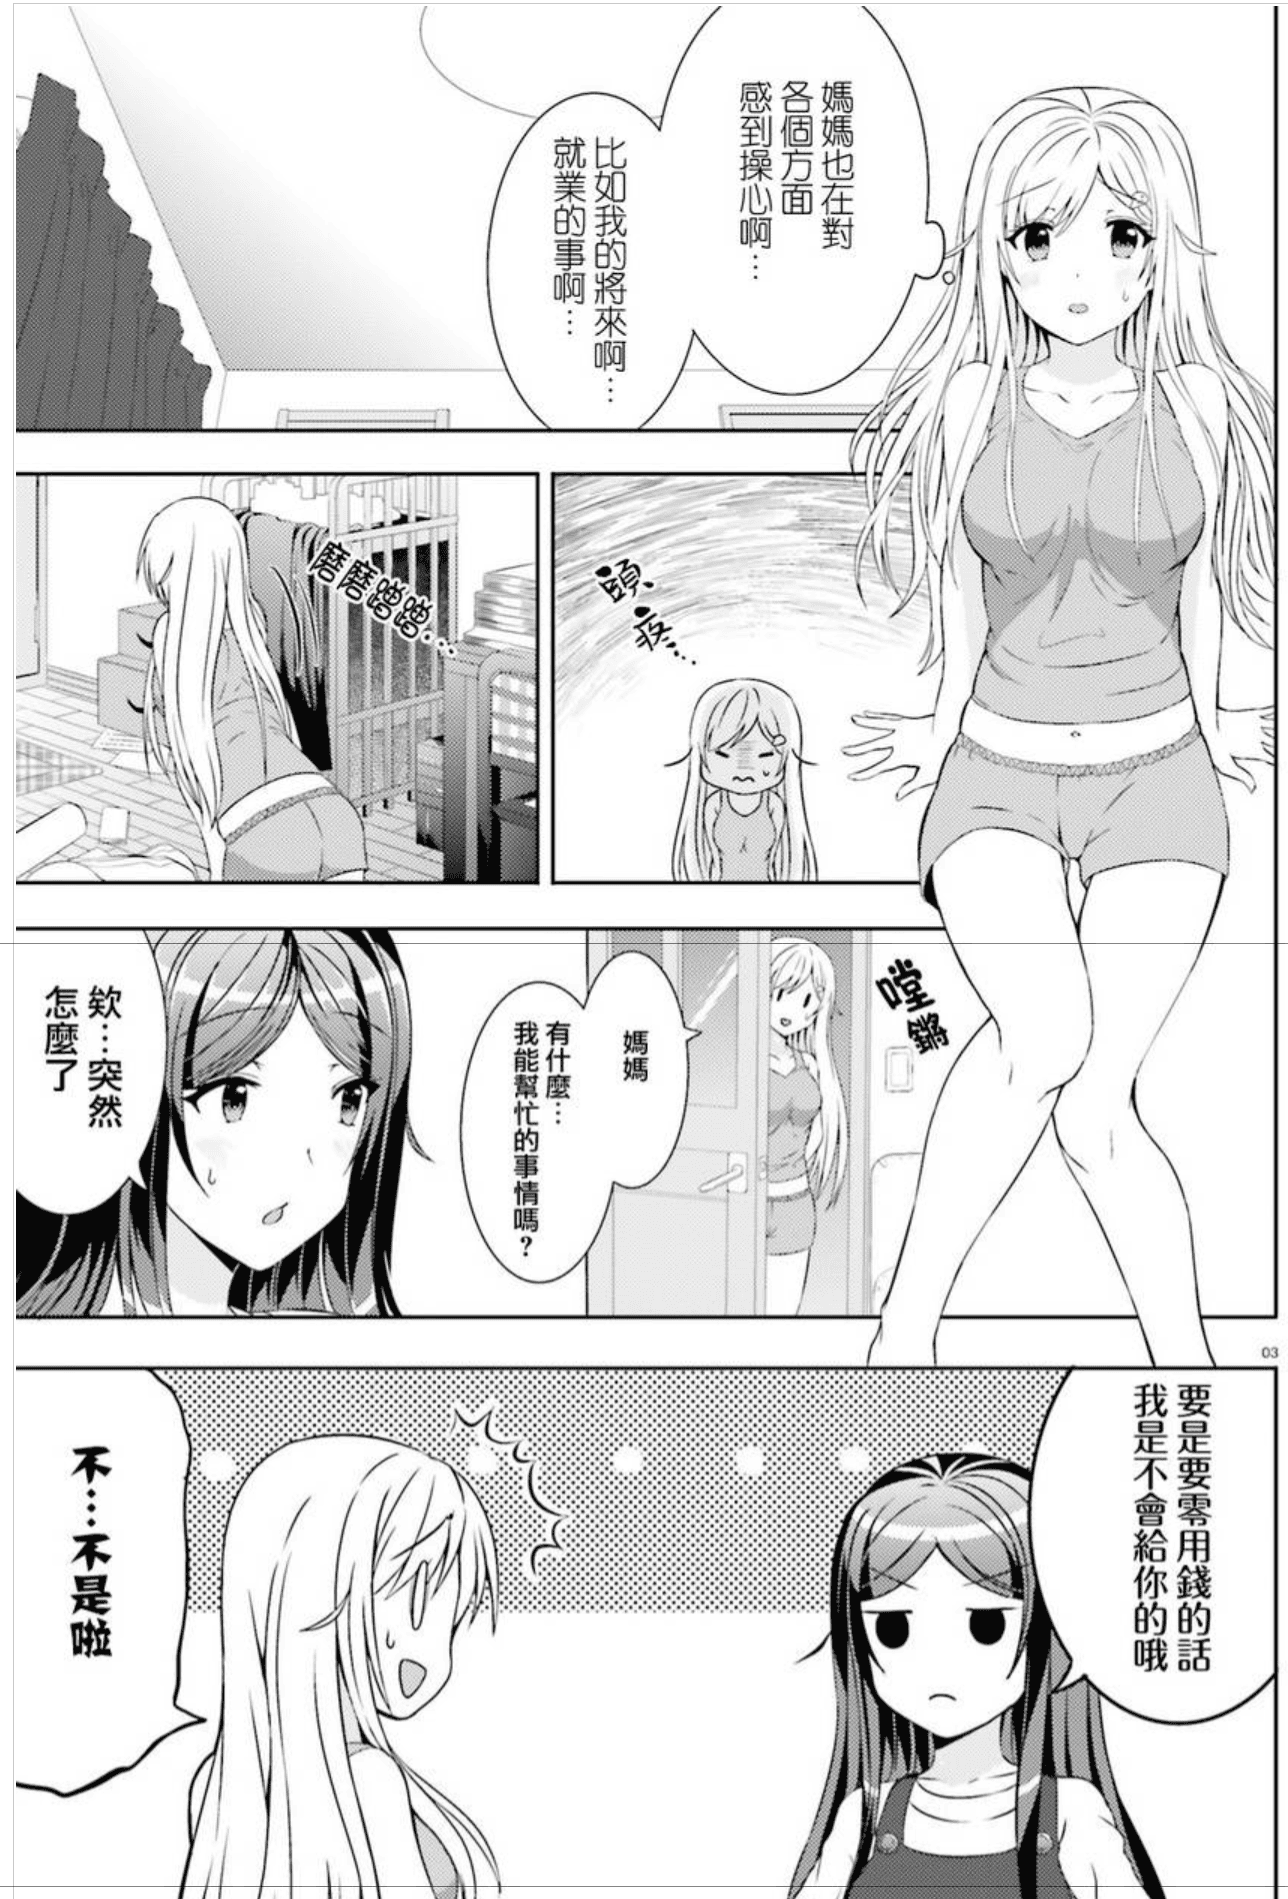 媽媽也在對
各個方面
感到操心啊…
比如我的將來啊…
就業的事啊…
頭
疼…
磨磨蹭蹭…
哐
鏘
媽媽
有什麼…
我能幫忙的事情嗎?
欸…突然
怎麼了
03
要是要零用錢的話
我是不會給你的哦
不…不是啦